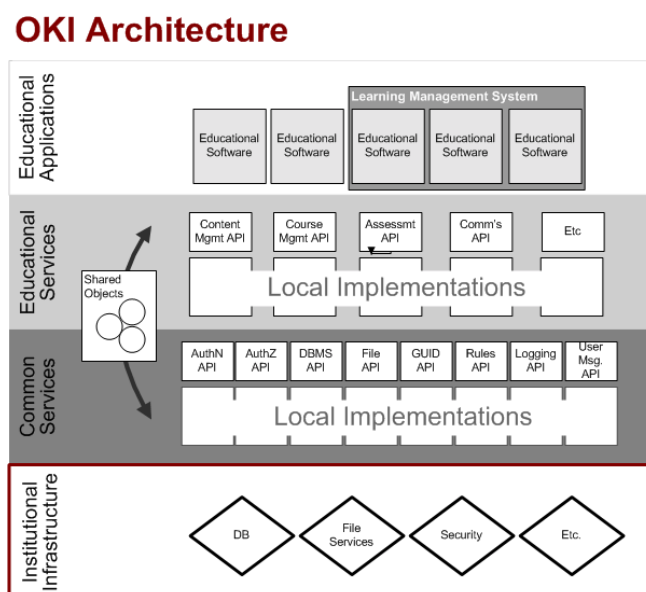 OKI Architecture
Educational
Applications
Learning Management System
Educational
Software
Educational
Software
Educational
Software
Educational
Software
Educational
Software
Educational
Services
Content
Mgmt API
Course
Mgmt API
Assessmt
API
Comm's
API
Etc
Shared
Objects
Local Implementations
Common
Services
AuthN
API
AuthZ
API
DBMS
API
File
API
GUID
API
Rules
API
Logging
API
User
Msg.
API
Local Implementations
Institutional
Infrastructure
DB
File
Services
Security
Etc.